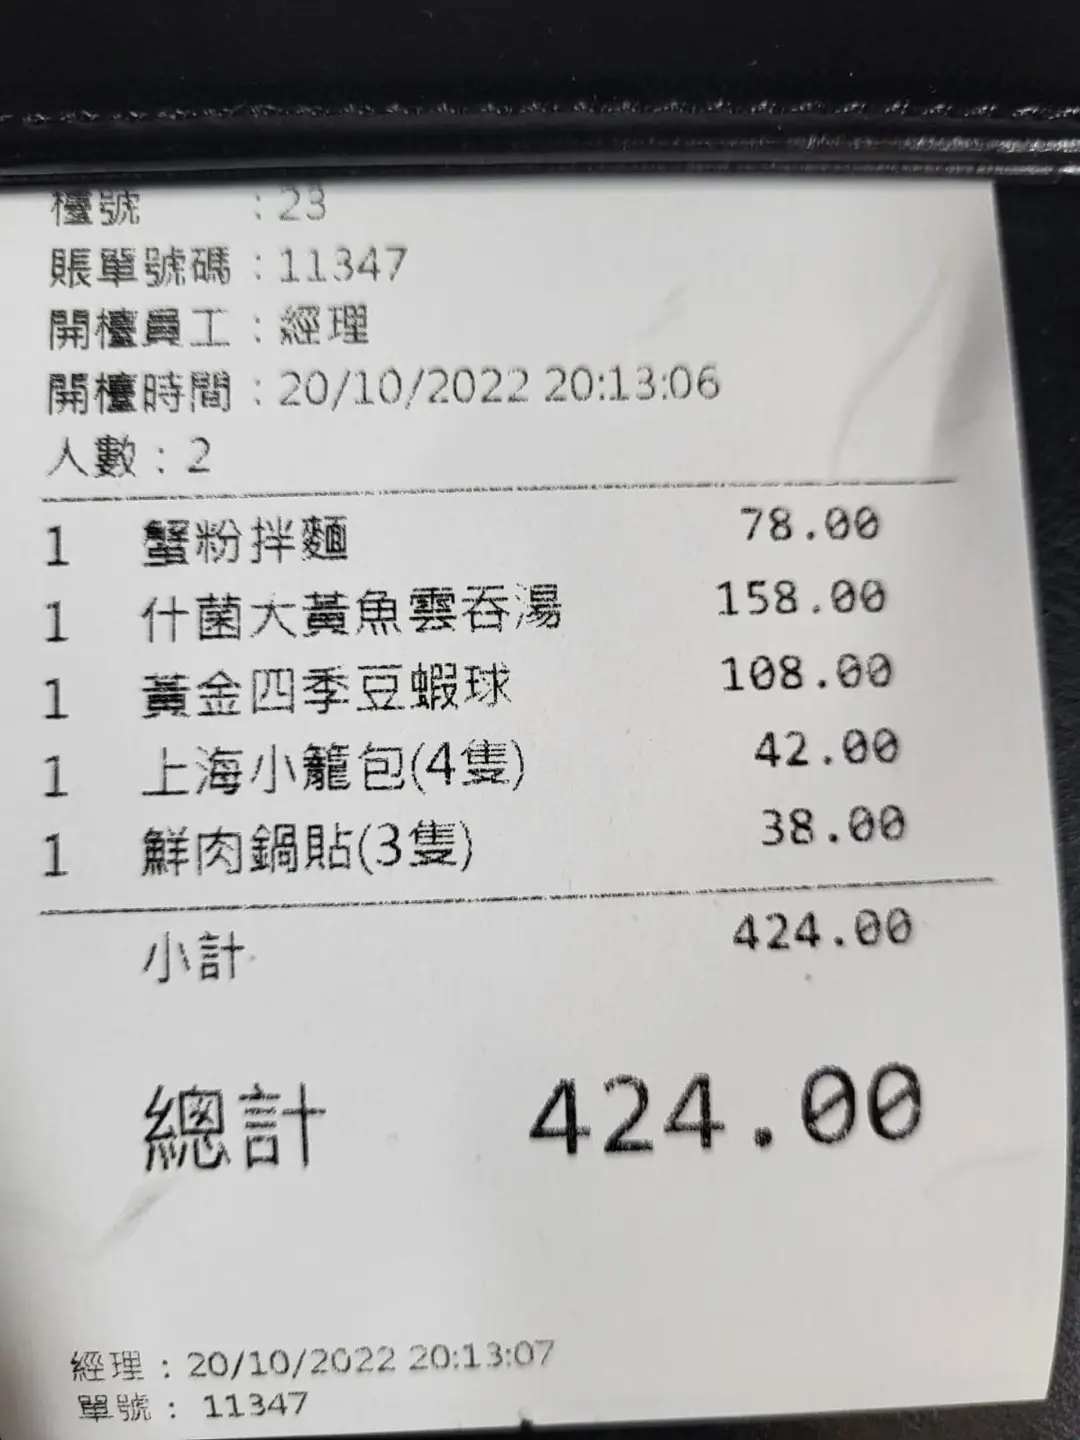 檯號 : 23
賬單號碼 : 11347
開檯員工 : 經理
開檯時間 : 20/10/2022 20:13:06
人數 : 2
1 蟹粉拌麵 78.00
1 什菌大黃魚雲吞湯 158.00
1 黃金四季豆蝦球 108.00
1 上海小籠包(4隻) 42.00
1 鮮肉鍋貼(3隻) 38.00
小計 424.00
總計 424.00
經理 : 20/10/2022 20:13:07
單號 : 11347